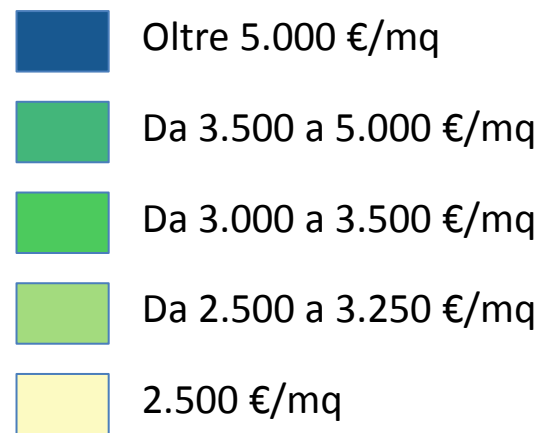 Oltre 5.000 €/mq
Da 3.500 a 5.000 €/mq
Da 3.000 a 3.500 €/mq
Da 2.500 a 3.250 €/mq
2.500 €/mq